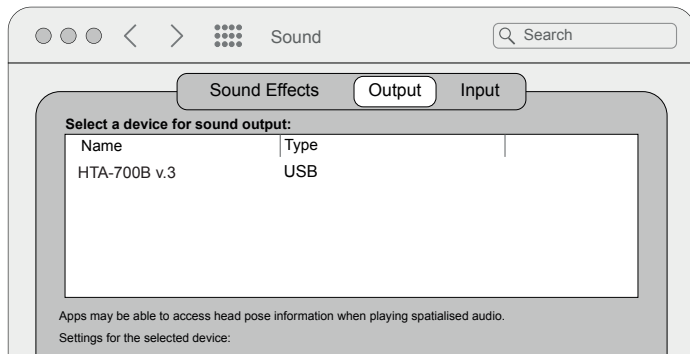 Sound
Search
Sound Effects Output Input
Select a device for sound output:
Name Type
HTA-700B v.3 USB
Apps may be able to access head pose information when playing spatialised audio.
Settings for the selected device: